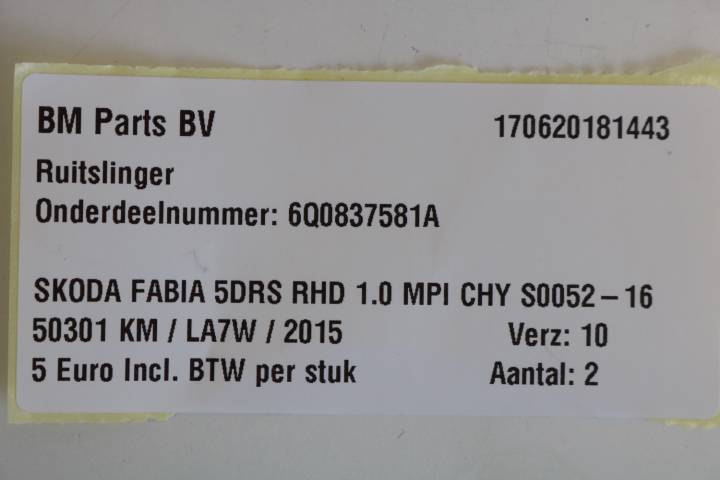 BM Parts BV 170620181443
Ruitslinger
Onderdeelnummer: 6Q0837581A
SKODA FABIA 5DRS RHD 1.0 MPI CHY S0052-16
50301 KM / LA7W / 2015 Verz: 10
5 Euro Incl. BTW per stuk Aantal: 2